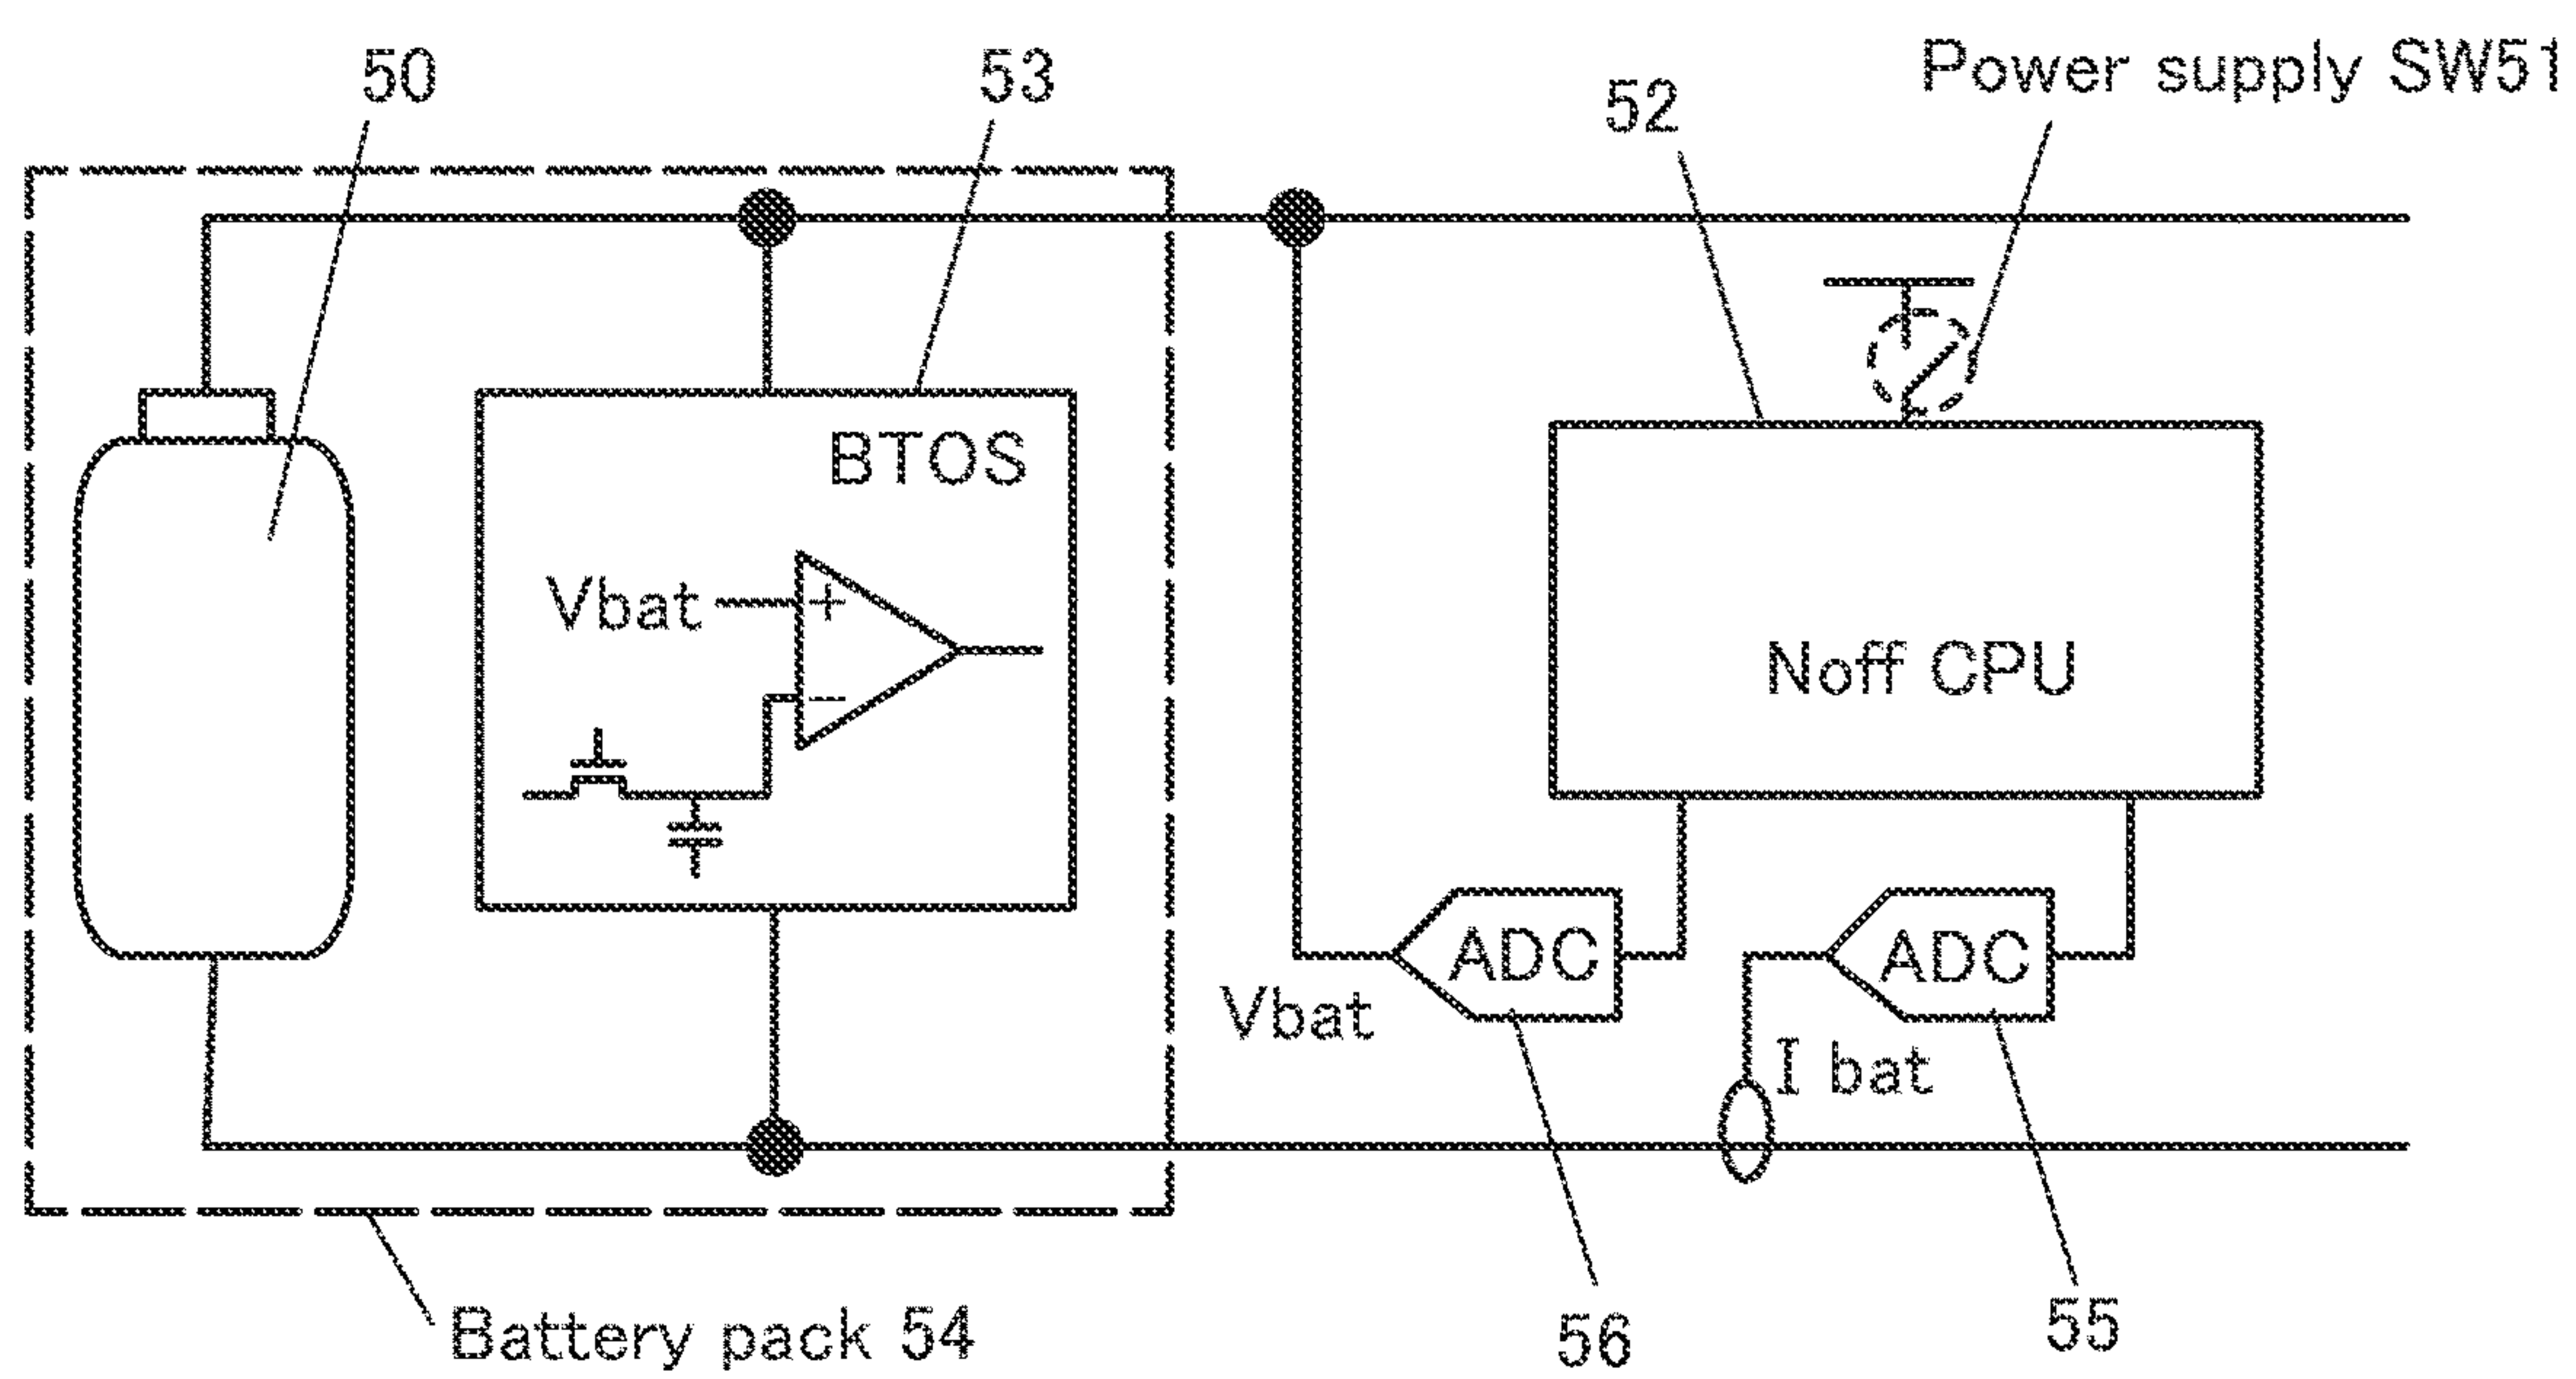 50
53
52
Power supply SW51
BTOS
Vbat
+
−
Noff CPU
ADC
ADC
Vbat
I bat
Battery pack 54
56
55